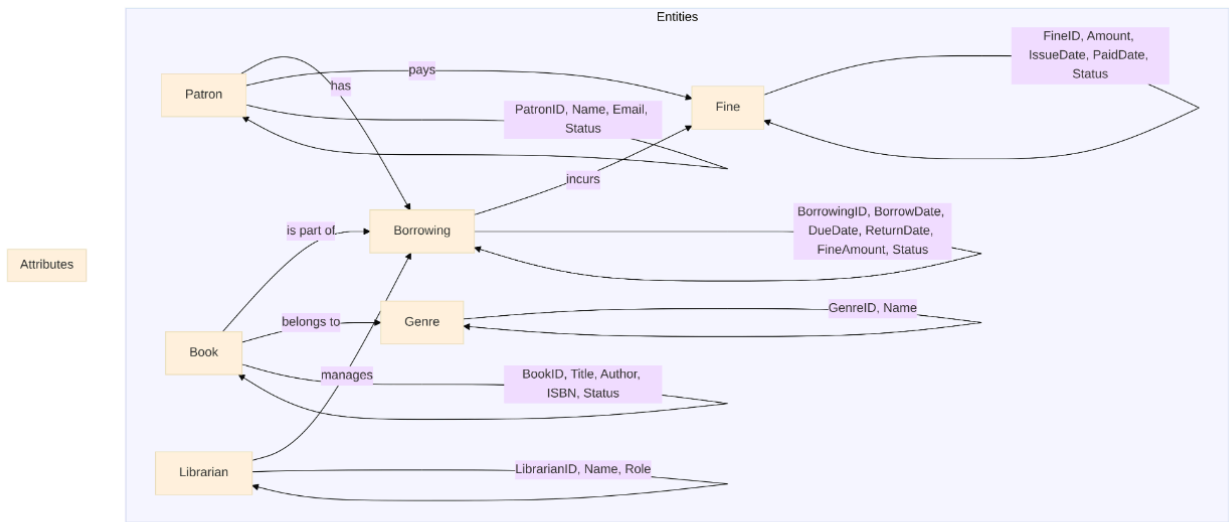 Entities
FineID, Amount,
IssueDate, PaidDate,
Status
pays
has
Patron
Fine
PatronID, Name, Email,
Status
incurs
BorrowingID, BorrowDate,
DueDate, ReturnDate,
FineAmount, Status
is part of
Borrowing
Attributes
GenreID, Name
belongs to
Genre
Book
manages
BookID, Title, Author,
ISBN, Status
Librarian
LibrarianID, Name, Role